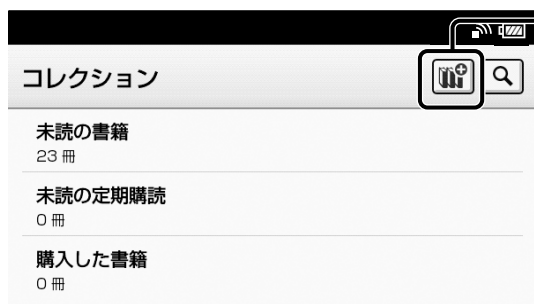 コレクション
未読の書籍
23 冊
未読の定期購読
0 冊
購入した書籍
0 冊